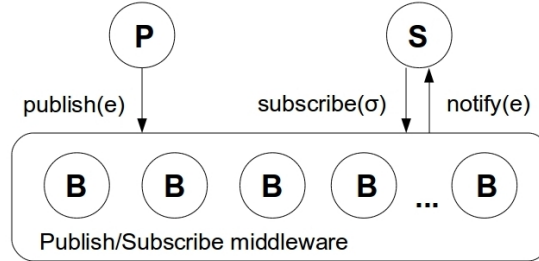 P S
publish(e) subscribe(σ) notify(e)
B B B B ... B
Publish/Subscribe middleware